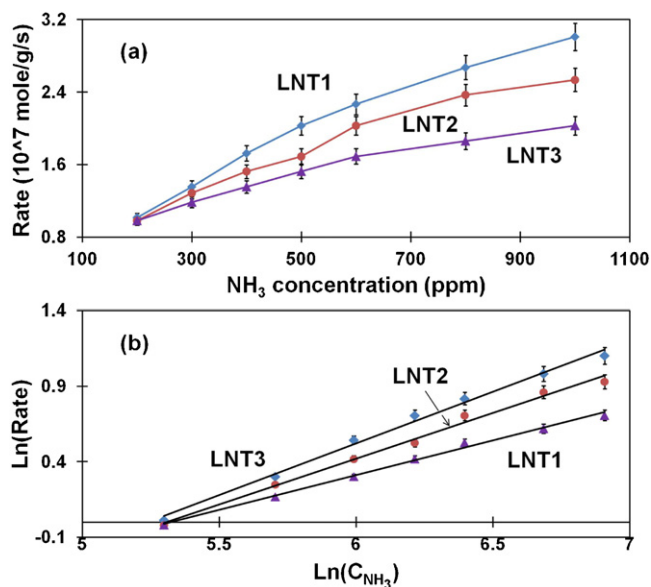 (a)
3.2
2.4
1.6
0.8
Rate (10^7 mole/g/s)
LNT1
LNT2
LNT3
100 300 500 700 900 1100
NH₃ concentration (ppm)
(b)
1.4
0.9
0.4
-0.1
Ln(Rate)
LNT2
LNT3
LNT1
5 5.5 6 6.5 7
Ln(C_NH₃)